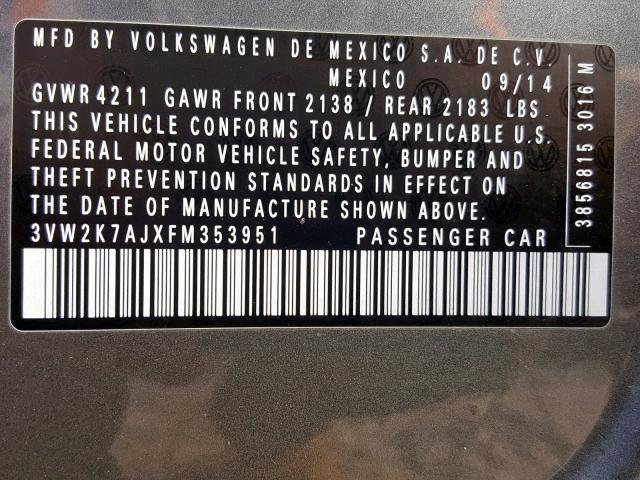 MFD BY VOLKSWAGEN DE MEXICO S.A. DE C.V.
MEXICO 09/14
GVWR 4211 GAWR FRONT 2138 / REAR 2183 LBS
THIS VEHICLE CONFORMS TO ALL APPLICABLE U.S.
FEDERAL MOTOR VEHICLE SAFETY, BUMPER AND
THEFT PREVENTION STANDARDS IN EFFECT ON
THE DATE OF MANUFACTURE SHOWN ABOVE.
3VW2K7AJXFM353951 PASSENGER CAR
3856815 3016 M